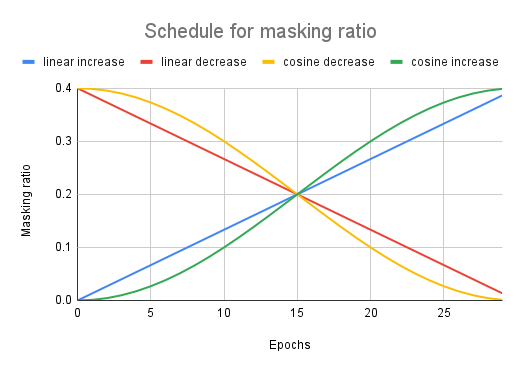 Schedule for masking ratio
linear increase linear decrease cosine decrease cosine increase
0.4
0.3
0.2
0.1
0.0
Masking ratio
0 5 10 15 20 25
Epochs